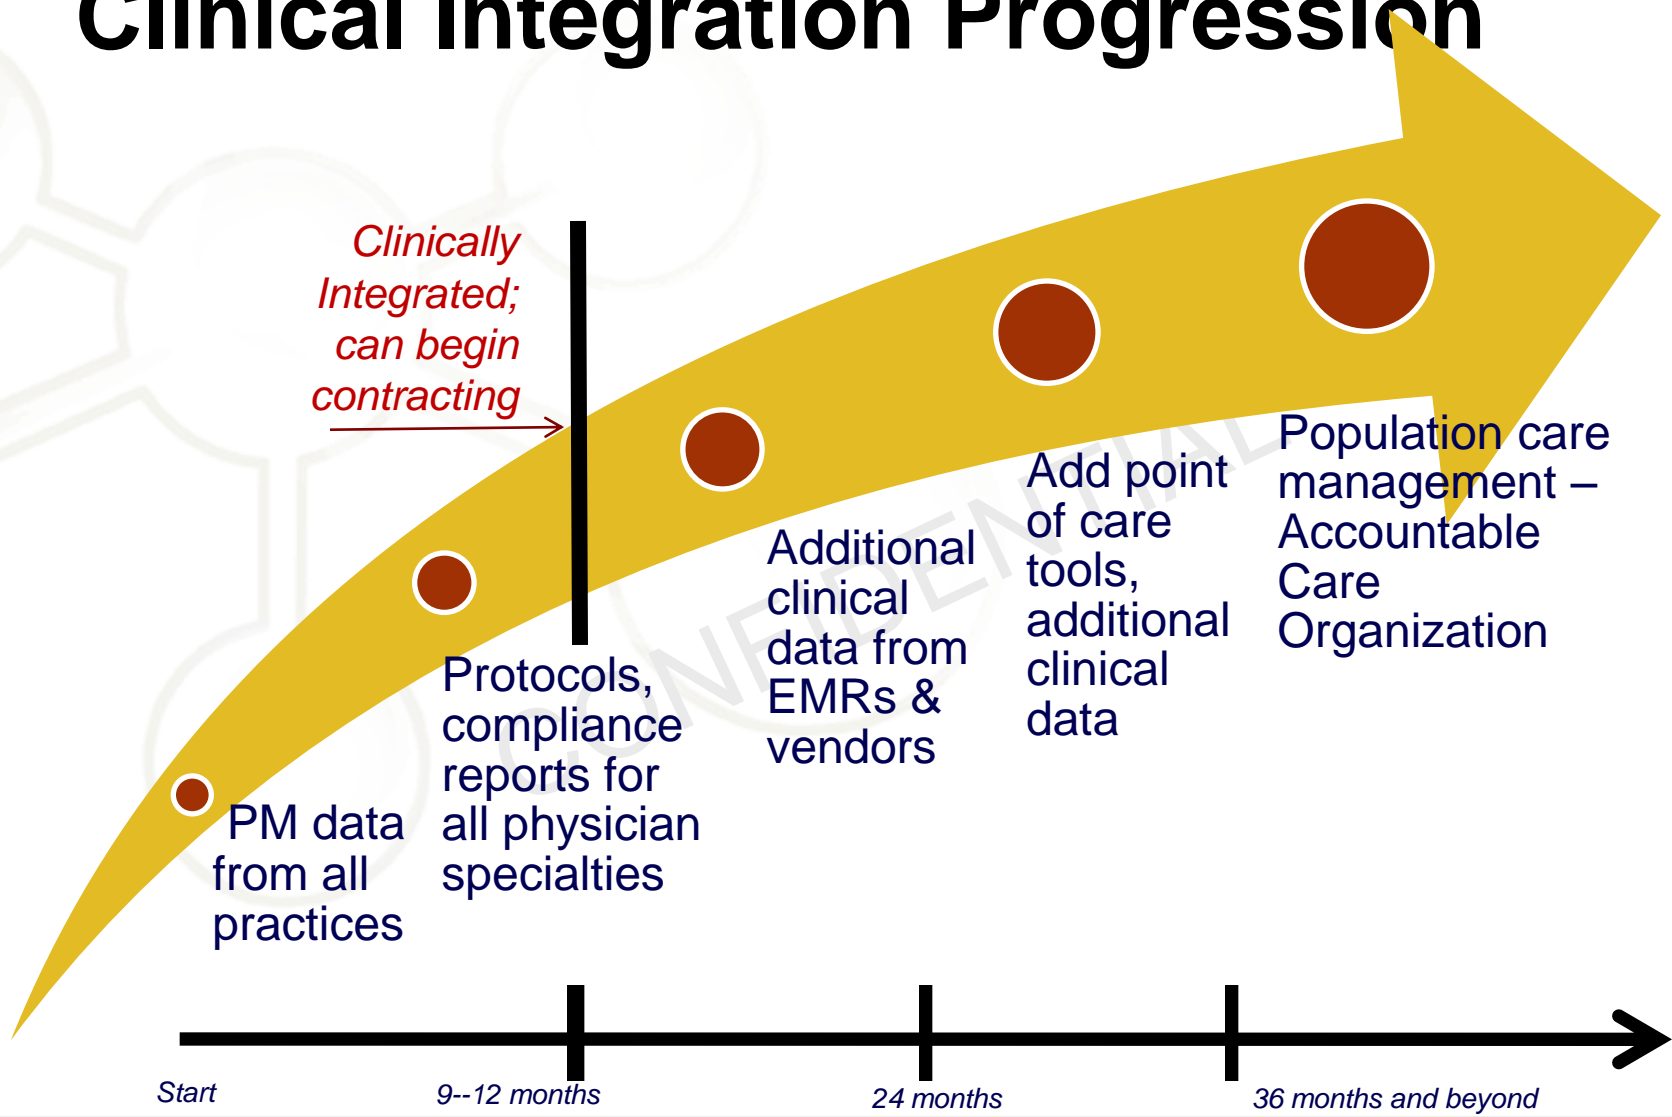 Clinical Integration Progression
Clinically
Integrated;
can begin
contracting
CONFIDENTIAL
Population care
management –
Accountable
Care
Organization
Add point
of care
tools,
additional
clinical
data
Additional
clinical
data from
EMRs &
vendors
Protocols,
compliance
reports for
all physician
specialties
PM data
from all
practices
Start
9--12 months
24 months
36 months and beyond